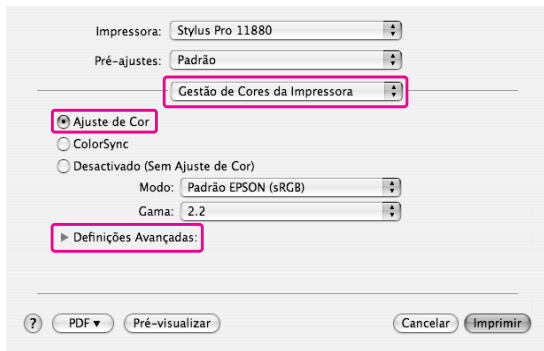 Impressora: Stylus Pro 11880
Pré-ajustes: Padrão
Gestão de Cores da Impressora
Ajuste de Cor
ColorSync
Desactivado (Sem Ajuste de Cor)
Modo: Padrão EPSON (sRGB)
Gama: 2.2
Definições Avançadas:
? PDF Pré-visualizar Cancelar Imprimir